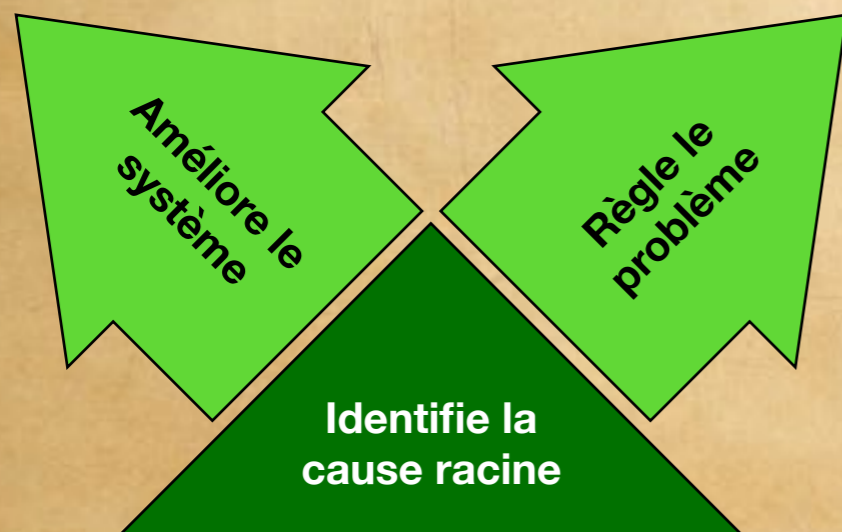 Améliore le
système
Règle le
problème
Identifie la
cause racine